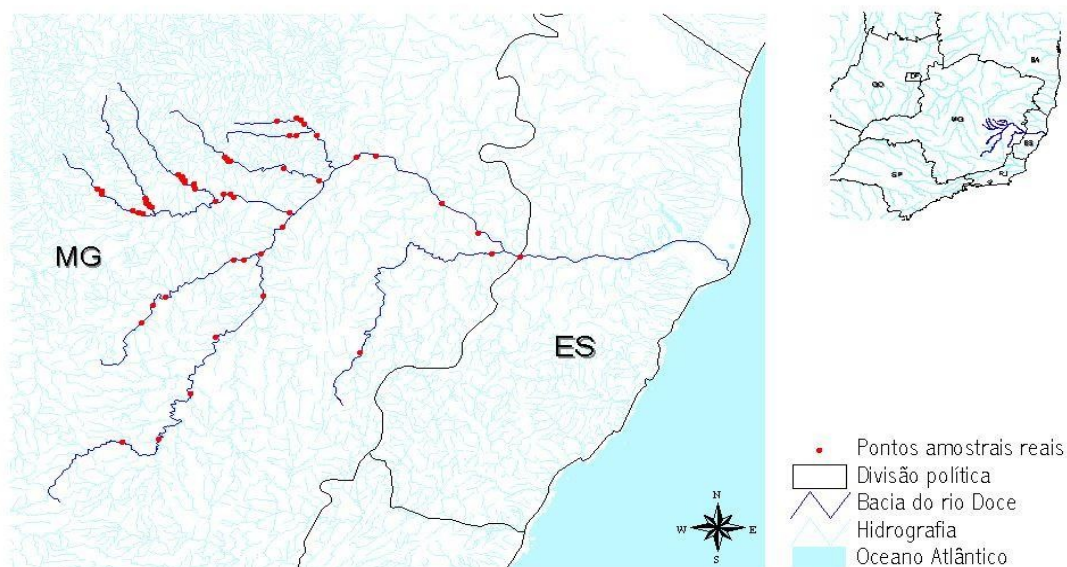 MG
ES
N
W E
S
BA
GO
DF
MG
ES
SP
RJ
Pontos amostrais reais
Divisão política
Bacia do rio Doce
Hidrografia
Oceano Atlântico